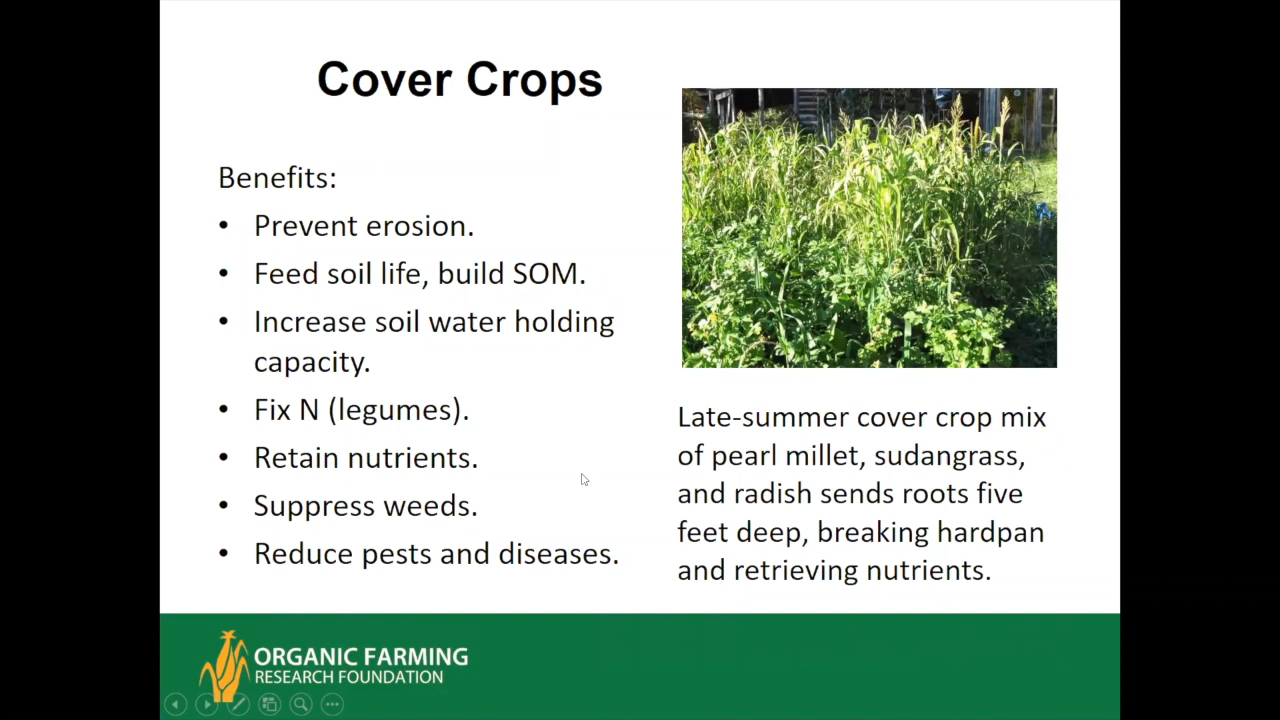 Cover Crops
Benefits:
• Prevent erosion.
• Feed soil life, build SOM.
• Increase soil water holding
capacity.
• Fix N (legumes).
• Retain nutrients.
• Suppress weeds.
• Reduce pests and diseases.
Late-summer cover crop mix
of pearl millet, sudangrass,
and radish sends roots five
feet deep, breaking hardpan
and retrieving nutrients.
ORGANIC FARMING
RESEARCH FOUNDATION